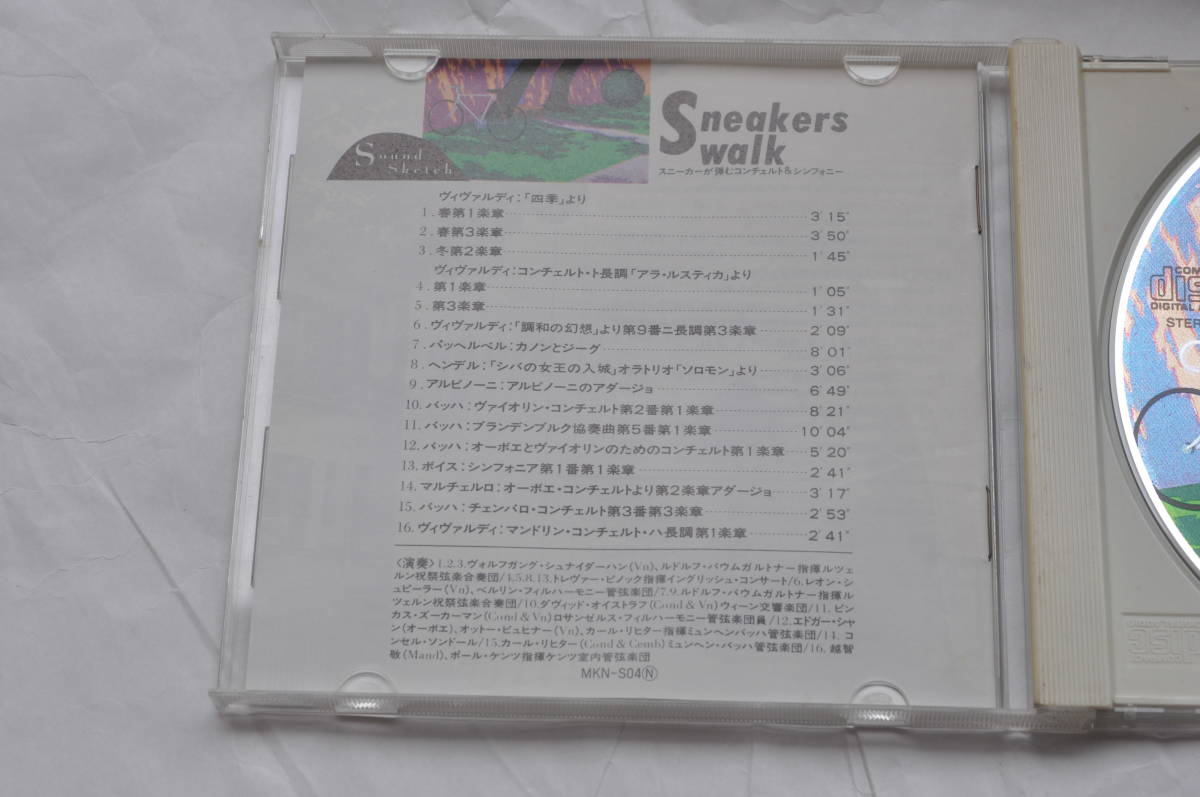 Sound
Sketch
Sneakers
walk
スニーカーが弾むコンチェルト&シンフォニー
ヴィヴァルディ:「四季」より
1. 春第1楽章 3′15″
2. 春第3楽章 3′50″
3. 冬第2楽章 1′45″
ヴィヴァルディ:コンチェルト・ト長調「アラ・ルスティカ」より
4. 第1楽章 1′05″
5. 第3楽章 1′31″
6. ヴィヴァルディ:「調和の幻想」より第9番ニ長調第3楽章 2′09″
7. パッヘルベル:カノンとジーグ 8′01″
8. ヘンデル:「シバの女王の入城」オラトリオ「ソロモン」より 3′06″
9. アルビノーニ:アルビノーニのアダージョ 6′49″
10. バッハ:ヴァイオリン・コンチェルト第2番第1楽章 8′21″
11. バッハ:ブランデンブルク協奏曲第5番第1楽章 10′04″
12. バッハ:オーボエとヴァイオリンのためのコンチェルト第1楽章 5′20″
13. ボイス:シンフォニア第1番第1楽章 2′41″
14. マルチェルロ:オーボエ・コンチェルトより第2楽章アダージョ 3′17″
15. バッハ:チェンバロ・コンチェルト第3番第3楽章 2′53″
16. ヴィヴァルディ:マンドリン・コンチェルト・ハ長調第1楽章 2′41″
〈演奏〉1.2.3.ヴォルフガング・シュナイダーハン(Vn)、ルドルフ・バウムガルトナー指揮ルツェ
ルン祝祭弦楽合奏団/4.5.8.13.トレヴァー・ピノック指揮イングリッシュ・コンサート/6.レオン・シ
ュピーラー(Vn)、ベルリン・フィルハーモニー管弦楽団/7.9.ルドルフ・バウムガルトナー指揮ル
ツェルン祝祭弦楽合奏団/10.ダヴィッド・オイストラフ(Cond & Vn)ウィーン交響楽団/11. ピン
カス・ズーカーマン(Cond & Vn)ロサンゼルス・フィルハーモニー管弦楽団員/12.エドガー・シャ
ン(オーボエ)、オットー・ビュヒナー(Vn)、カール・リヒター指揮ミュンヘンバッハ管弦楽団/14. コ
ンセル・ソンドール/15.カール・リヒター(Cond & Cemb)ミュンヘン・バッハ管弦楽団/16. 越智
敬(Mand)、ポール・ケンツ指揮ケンツ室内管弦楽団
MKN-S04Ⓝ
COM
dis
DIGITAL A
STER